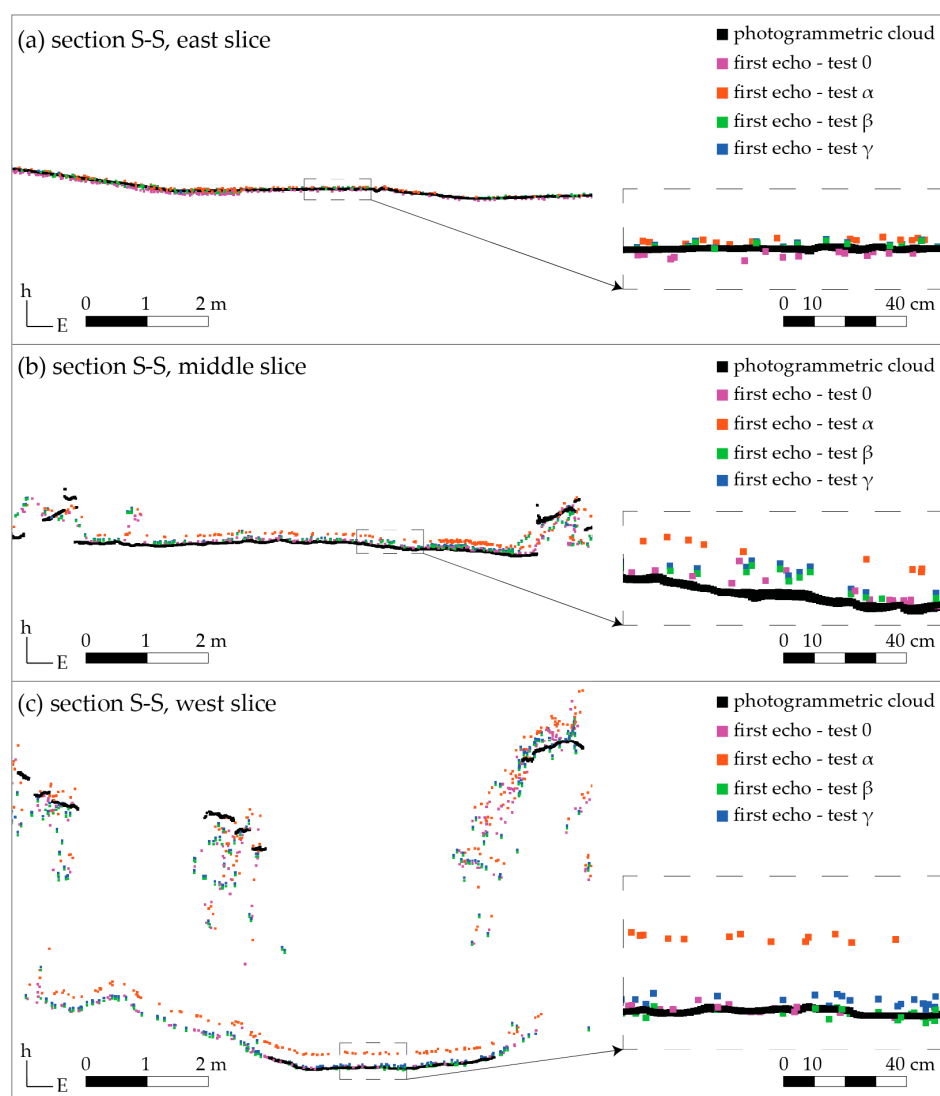 (a) section S-S, east slice
photogrammetric cloud
first echo - test 0
first echo - test α
first echo - test β
first echo - test γ
h
E
0 1 2 m
0 10 40 cm
(b) section S-S, middle slice
photogrammetric cloud
first echo - test 0
first echo - test α
first echo - test β
first echo - test γ
h
E
0 1 2 m
0 10 40 cm
(c) section S-S, west slice
photogrammetric cloud
first echo - test 0
first echo - test α
first echo - test β
first echo - test γ
h
E
0 1 2 m
0 10 40 cm